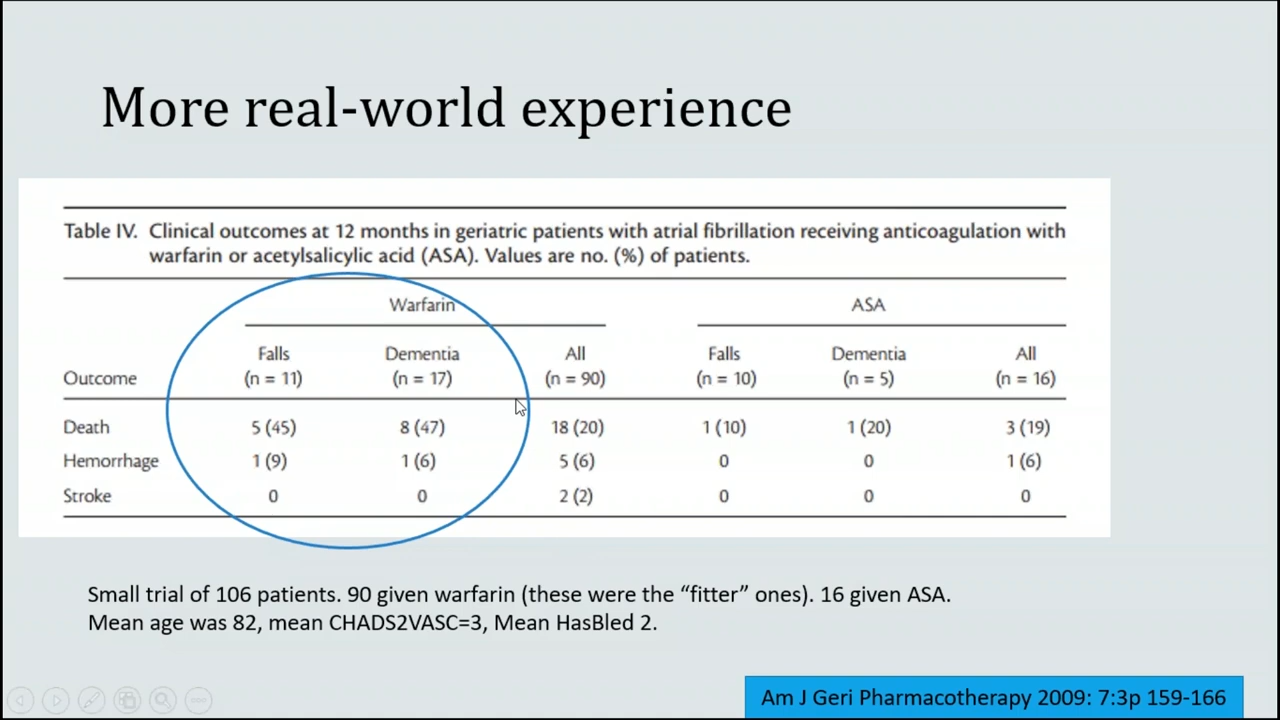 More real-world experience
Table IV. Clinical outcomes at 12 months in geriatric patients with atrial fibrillation receiving anticoagulation with
warfarin or acetylsalicylic acid (ASA). Values are no. (%) of patients.
Warfarin ASA
Falls Dementia All Falls Dementia All
Outcome (n = 11) (n = 17) (n = 90) (n = 10) (n = 5) (n = 16)
Death 5 (45) 8 (47) 18 (20) 1 (10) 1 (20) 3 (19)
Hemorrhage 1 (9) 1 (6) 5 (6) 0 0 1 (6)
Stroke 0 0 2 (2) 0 0 0
Small trial of 106 patients. 90 given warfarin (these were the “fitter” ones). 16 given ASA.
Mean age was 82, mean CHADS2VASC=3, Mean HasBled 2.
Am J Geri Pharmacotherapy 2009: 7:3p 159-166